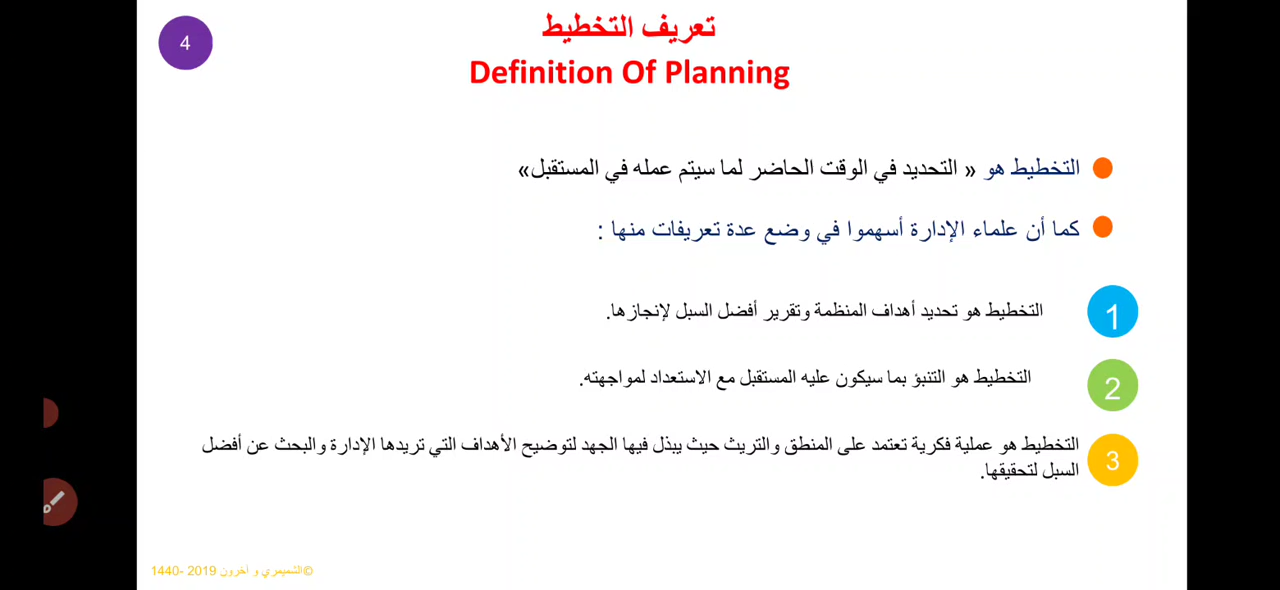 4
تعريف التخطيط
Definition Of Planning
التخطيط هو « التحديد في الوقت الحاضر لما سيتم عمله في المستقبل»
كما أن علماء الإدارة أسهموا في وضع عدة تعريفات منها :
1 التخطيط هو تحديد أهداف المنظمة وتقرير أفضل السبل لإنجازها.
2 التخطيط هو التنبؤ بما سيكون عليه المستقبل مع الاستعداد لمواجهته.
3 التخطيط هو عملية فكرية تعتمد على المنطق والتريث حيث يبذل فيها الجهد لتوضيح الأهداف التي تريدها الإدارة والبحث عن أفضل
السبل لتحقيقها.
©الشميمري و آخرون 2019 -1440